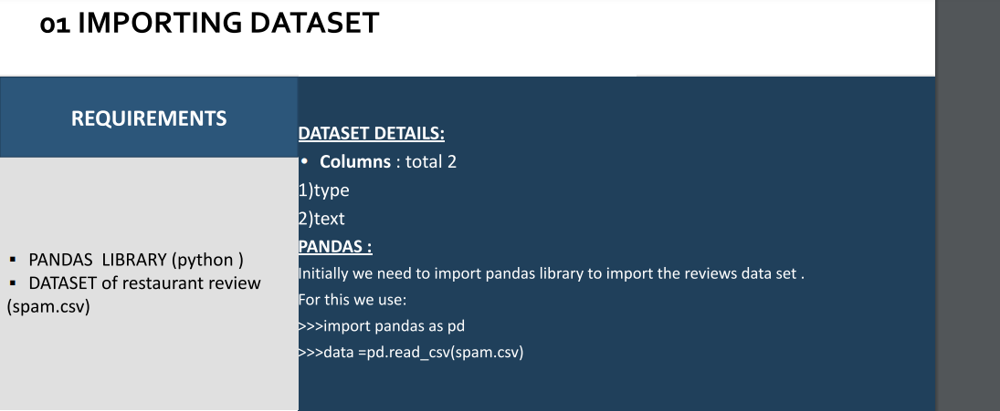 01 IMPORTING DATASET
REQUIREMENTS
▪ PANDAS LIBRARY (python )
▪ DATASET of restaurant review
(spam.csv)
DATASET DETAILS:
• Columns : total 2
1)type
2)text
PANDAS :
Initially we need to import pandas library to import the reviews data set .
For this we use:
>>>import pandas as pd
>>>data =pd.read_csv(spam.csv)